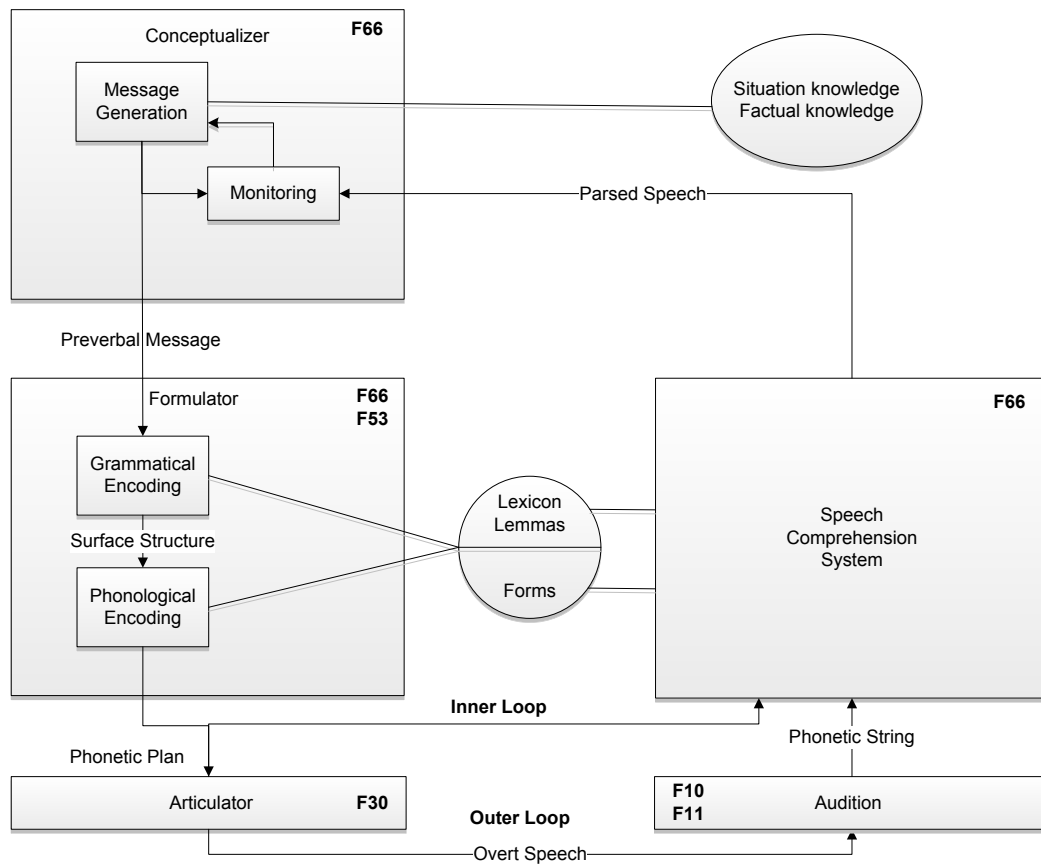 Conceptualizer
F66
Message
Generation
Situation knowledge
Factual knowledge
Monitoring
Parsed Speech
Preverbal Message
Formulator
F66
F53
F66
Grammatical
Encoding
Surface Structure
Phonological
Encoding
Lexicon
Lemmas
Forms
Speech
Comprehension
System
Inner Loop
Phonetic String
Phonetic Plan
Articulator
F30
Outer Loop
F10
F11
Audition
Overt Speech